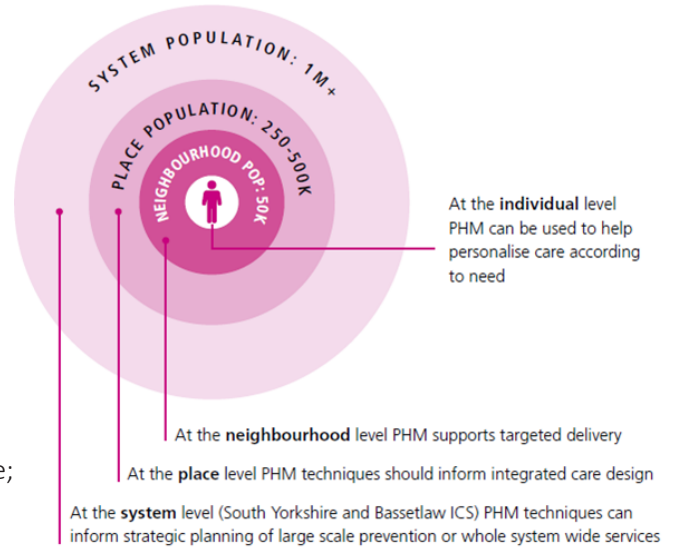 SYSTEM POPULATION: 1M+
PLACE POPULATION: 250-500K
NEIGHBOURHOOD POP: 50K
At the individual level
PHM can be used to help
personalise care according
to need
At the neighbourhood level PHM supports targeted delivery
e;
At the place level PHM techniques should inform integrated care design
At the system level (South Yorkshire and Bassetlaw ICS) PHM techniques can
inform strategic planning of large scale prevention or whole system wide services